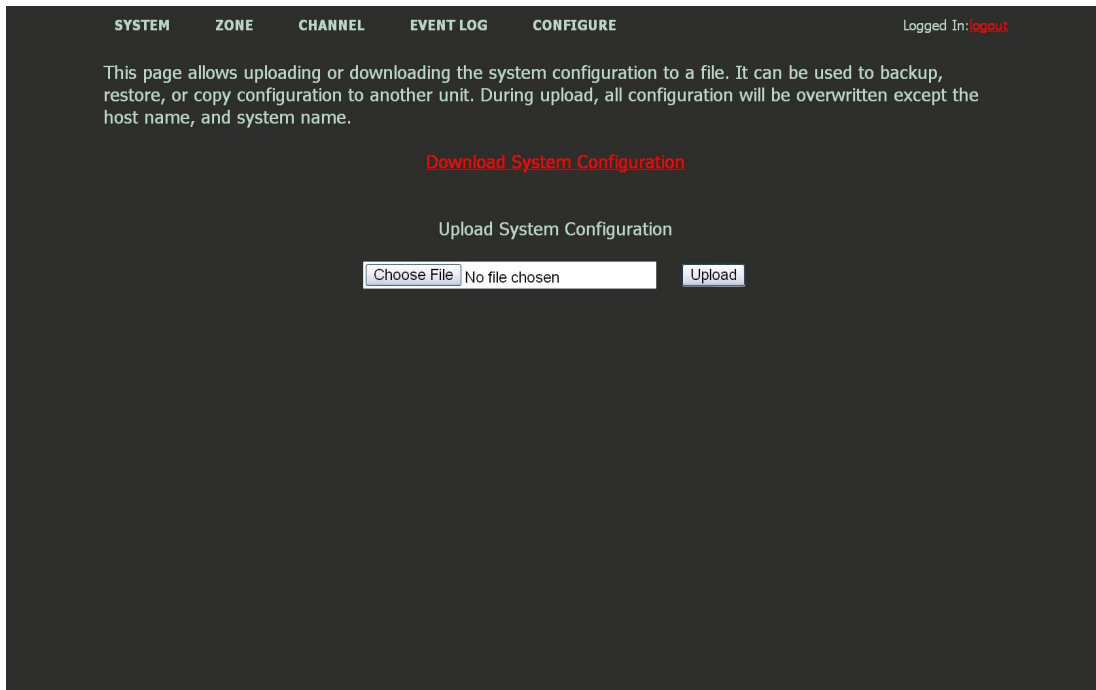 SYSTEM ZONE CHANNEL EVENT LOG CONFIGURE Logged In:logout
This page allows uploading or downloading the system configuration to a file. It can be used to backup,
restore, or copy configuration to another unit. During upload, all configuration will be overwritten except the
host name, and system name.
Download System Configuration
Upload System Configuration
Choose File No file chosen Upload